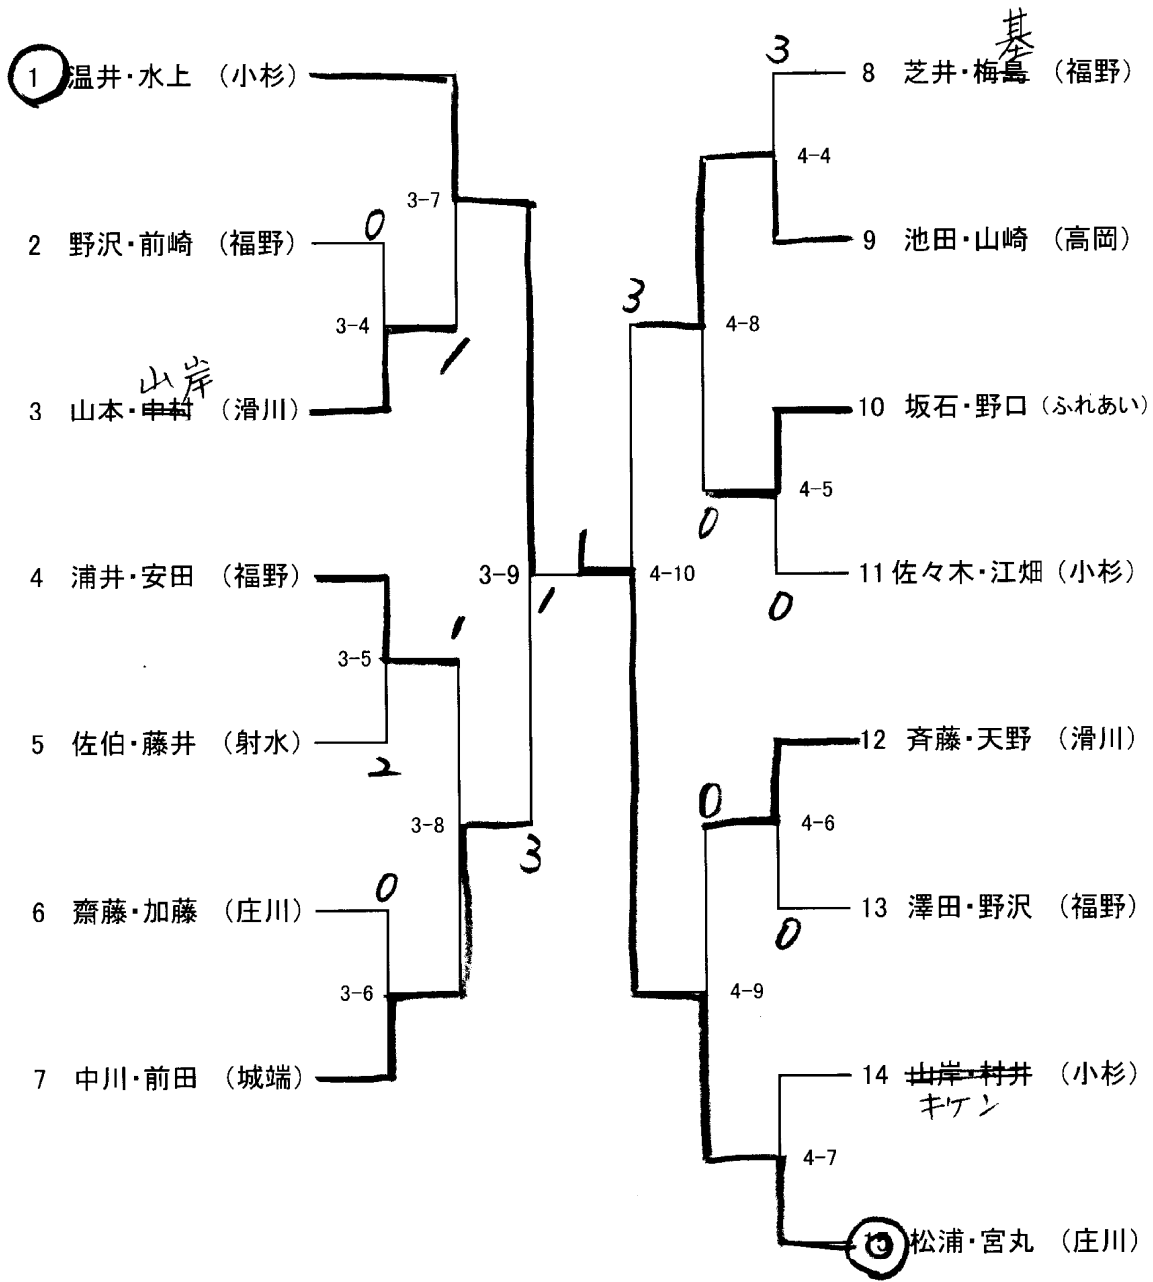 1 温井・水上 (小杉)
0
2 野沢・前崎 (福野)
山岸
3 山本・中村 (滑川)
4 浦井・安田 (福野)
5 佐伯・藤井 (射水)
2
0
6 齋藤・加藤 (庄川)
7 中川・前田 (城端)
3-7
3-4
1
1
3-5
3-8
3
3-6
3-9
1
3
基
8 芝井・梅島 (福野)
4-4
9 池田・山崎 (高岡)
3
4-8
10 坂石・野口 (ふれあい)
4-5
0
11 佐々木・江畑 (小杉)
0
4-10
12 斉藤・天野 (滑川)
0
4-6
13 澤田・野沢 (福野)
0
4-9
14 山岸・村井 (小杉)
キケン
4-7
15 松浦・宮丸 (庄川)